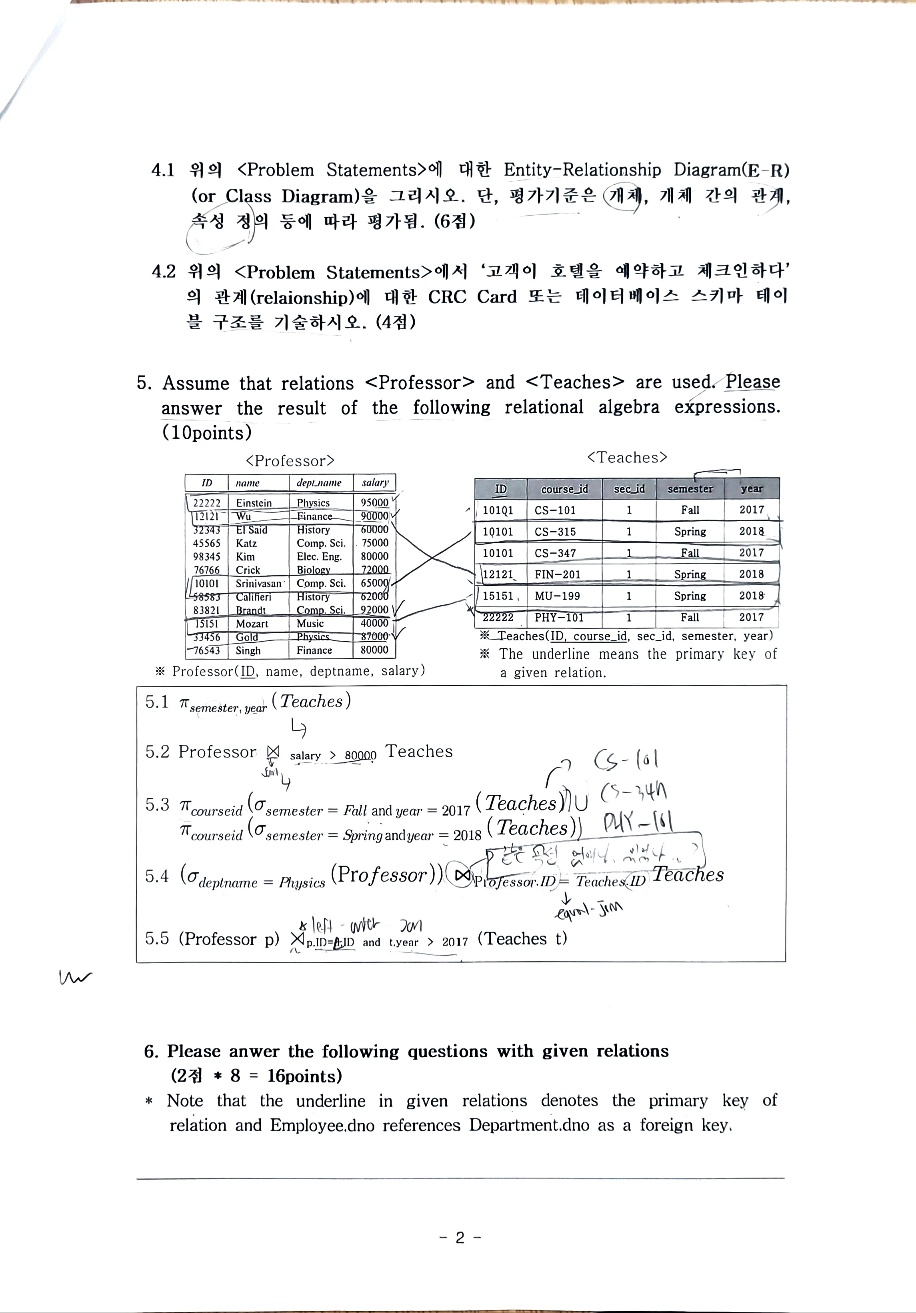 4.1 위의 <Problem Statements>에 대한 Entity-Relationship Diagram(E-R)
(or Class Diagram)을 그리시오. 단, 평가기준은 개체, 개체 간의 관계,
속성 정의 등에 따라 평가됨. (6점)
4.2 위의 <Problem Statements>에서 '고객이 호텔을 예약하고 체크인하다'
의 관계(relaionship)에 대한 CRC Card 또는 데이터베이스 스키마 테이
블 구조를 기술하시오. (4점)
5. Assume that relations <Professor> and <Teaches> are used. Please
answer the result of the following relational algebra expressions.
(10points)
<Professor>
ID name dept_name salary
22222 Einstein Physics 95000
12121 Wu Finance 90000
32343 El Said History 60000
45565 Katz Comp. Sci. 75000
98345 Kim Elec. Eng. 80000
76766 Crick Biology 72000
10101 Srinivasan Comp. Sci. 65000
58583 Califieri History 62000
83821 Brandt Comp. Sci. 92000
15151 Mozart Music 40000
33456 Gold Physics 87000
76543 Singh Finance 80000
※ Professor(ID, name, deptname, salary)
<Teaches>
ID course_id sec_id semester year
10101 CS-101 1 Fall 2017
10101 CS-315 1 Spring 2018
10101 CS-347 1 Fall 2017
12121 FIN-201 1 Spring 2018
15151 MU-199 1 Spring 2018
22222 PHY-101 1 Fall 2017
※ Teaches(ID, course_id, sec_id, semester, year)
※ The underline means the primary key of
a given relation.
5.1 π semester, year (Teaches)
5.2 Professor ⋈ salary > 80000 Teaches
CS-101
5.3 π courseid (σ semester = Fall and year = 2017 (Teaches)) ∪
CS-347
π courseid (σ semester = Spring and year = 2018 (Teaches))
PHY-101
5.4 (σ deptname = Physics (Professor)) ⋈ Professor.ID = Teaches.ID Teaches
equal-join
* left - outer join
5.5 (Professor p) ⋊ p.ID=t.ID and t.year > 2017 (Teaches t)
6. Please anwer the following questions with given relations
(2점 * 8 = 16points)
* Note that the underline in given relations denotes the primary key of
relation and Employee.dno references Department.dno as a foreign key.
- 2 -